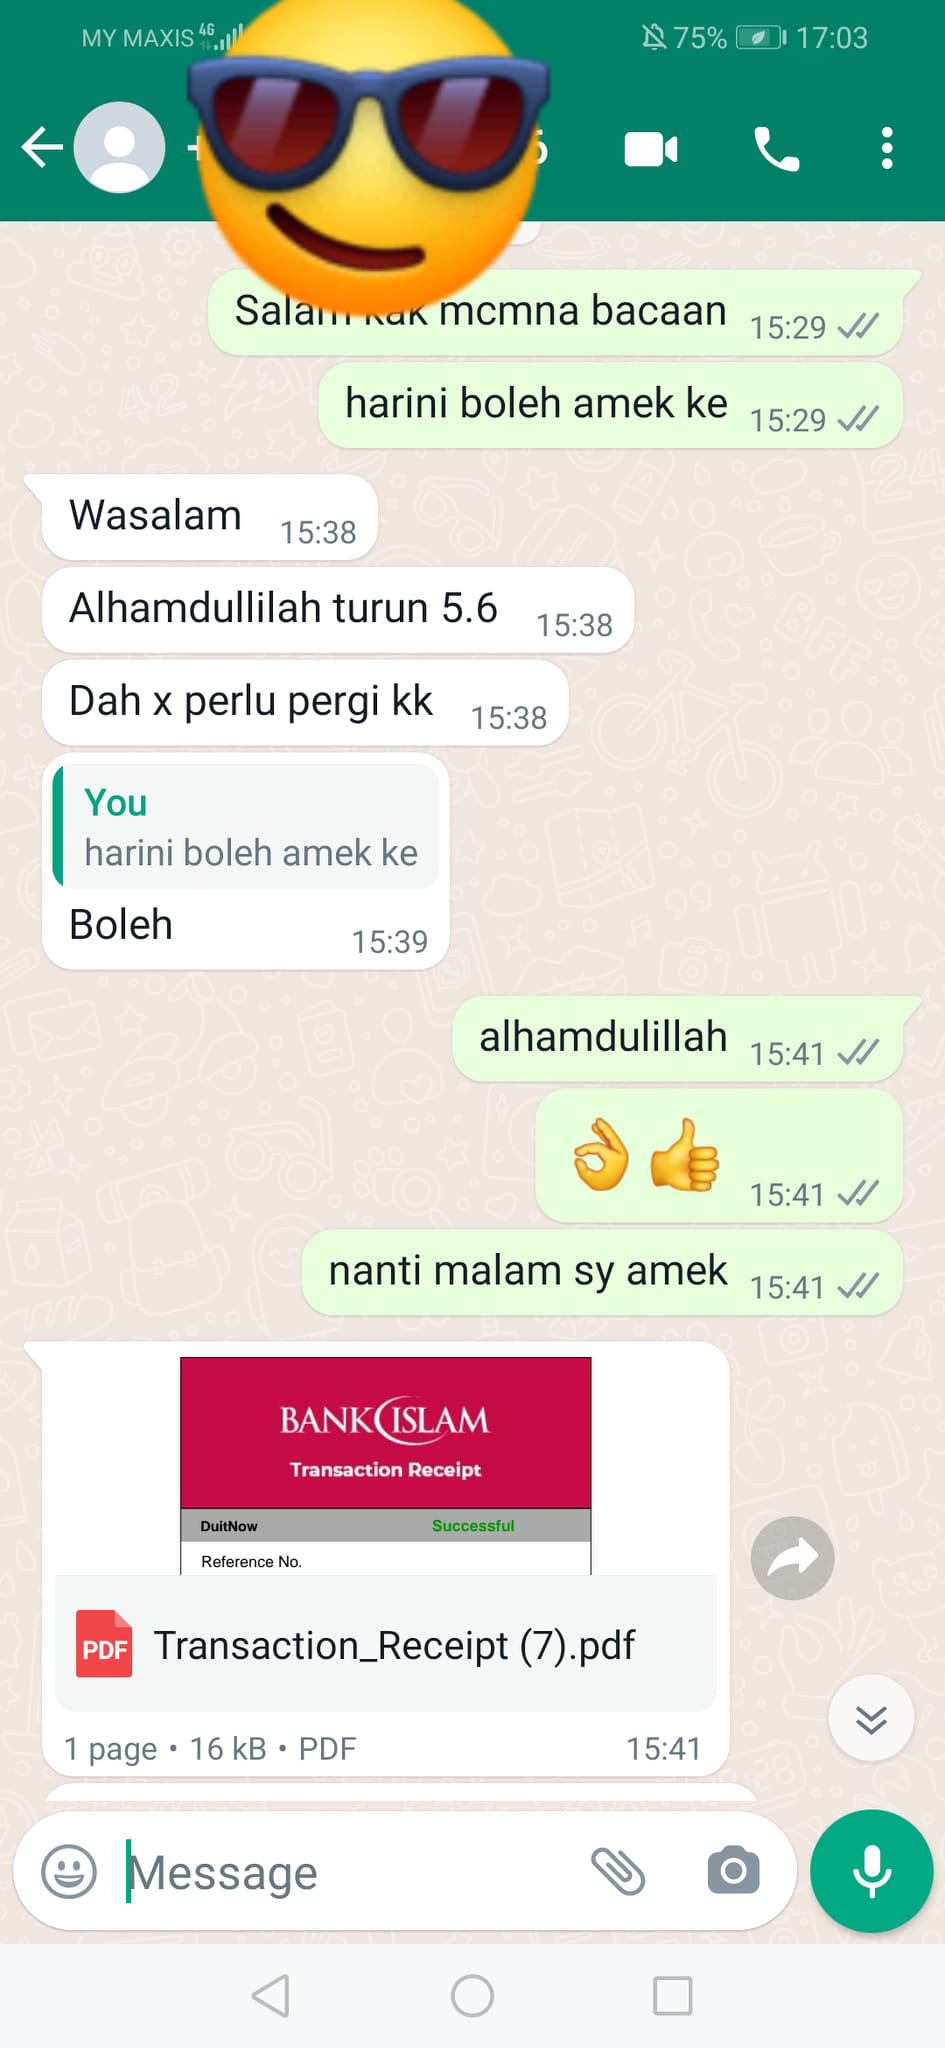 MY MAXIS 4G
75% 17:03
Salam kak mcmna bacaan 15:29
harini boleh amek ke 15:29
Wasalam 15:38
Alhamdullilah turun 5.6 15:38
Dah x perlu pergi kk 15:38
You
harini boleh amek ke
Boleh 15:39
alhamdulillah 15:41
15:41
nanti malam sy amek 15:41
BANK ISLAM
Transaction Receipt
DuitNow Successful
Reference No.
PDF Transaction_Receipt (7).pdf
1 page • 16 kB • PDF 15:41
Message